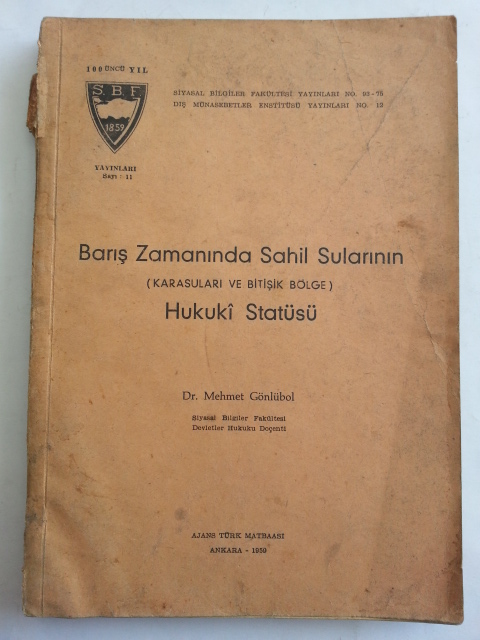 100 ÜNCÜ YIL
S.B.F
1859
YAYINLARI
Sayı : 11
SİYASAL BİLGİLER FAKÜLTESİ YAYINLARI NO. 93-75
DIŞ MÜNASEBETLER ENSTİTÜSÜ YAYINLARI NO. 10
Barış Zamanında Sahil Sularının
(KARASULARI VE BİTİŞİK BÖLGE)
Hukukî Statüsü
Dr. Mehmet Gönlübol
Siyasal Bilgiler Fakültesi
Devletler Hukuku Doçenti
AJANS TÜRK MATBAASI
ANKARA - 1959